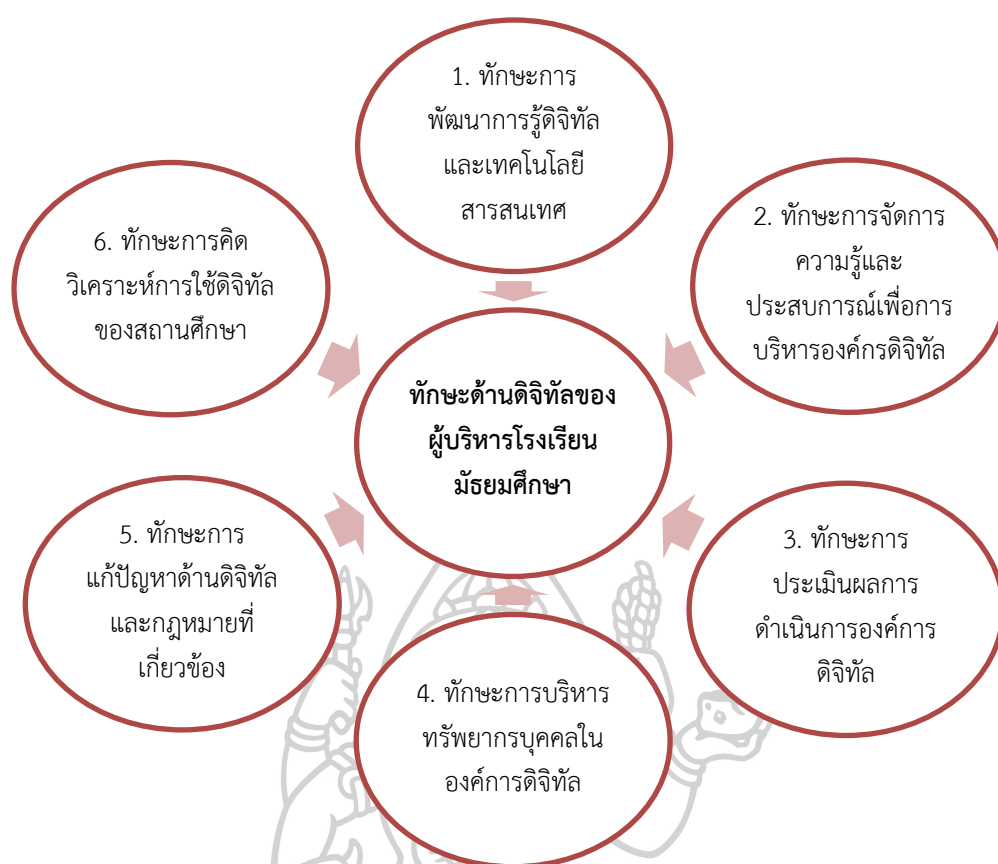 1. ทักษะการ
พัฒนาการรู้ดิจิทัล
และเทคโนโลยี
สารสนเทศ
2. ทักษะการจัดการ
ความรู้และ
ประสบการณ์เพื่อการ
บริหารองค์กรดิจิทัล
3. ทักษะการ
ประเมินผลการ
ดำเนินการองค์การ
ดิจิทัล
4. ทักษะการบริหาร
ทรัพยากรบุคคลใน
องค์การดิจิทัล
5. ทักษะการ
แก้ปัญหาด้านดิจิทัล
และกฎหมายที่
เกี่ยวข้อง
6. ทักษะการคิด
วิเคราะห์การใช้ดิจิทัล
ของสถานศึกษา
ทักษะด้านดิจิทัลของ
ผู้บริหารโรงเรียน
มัธยมศึกษา